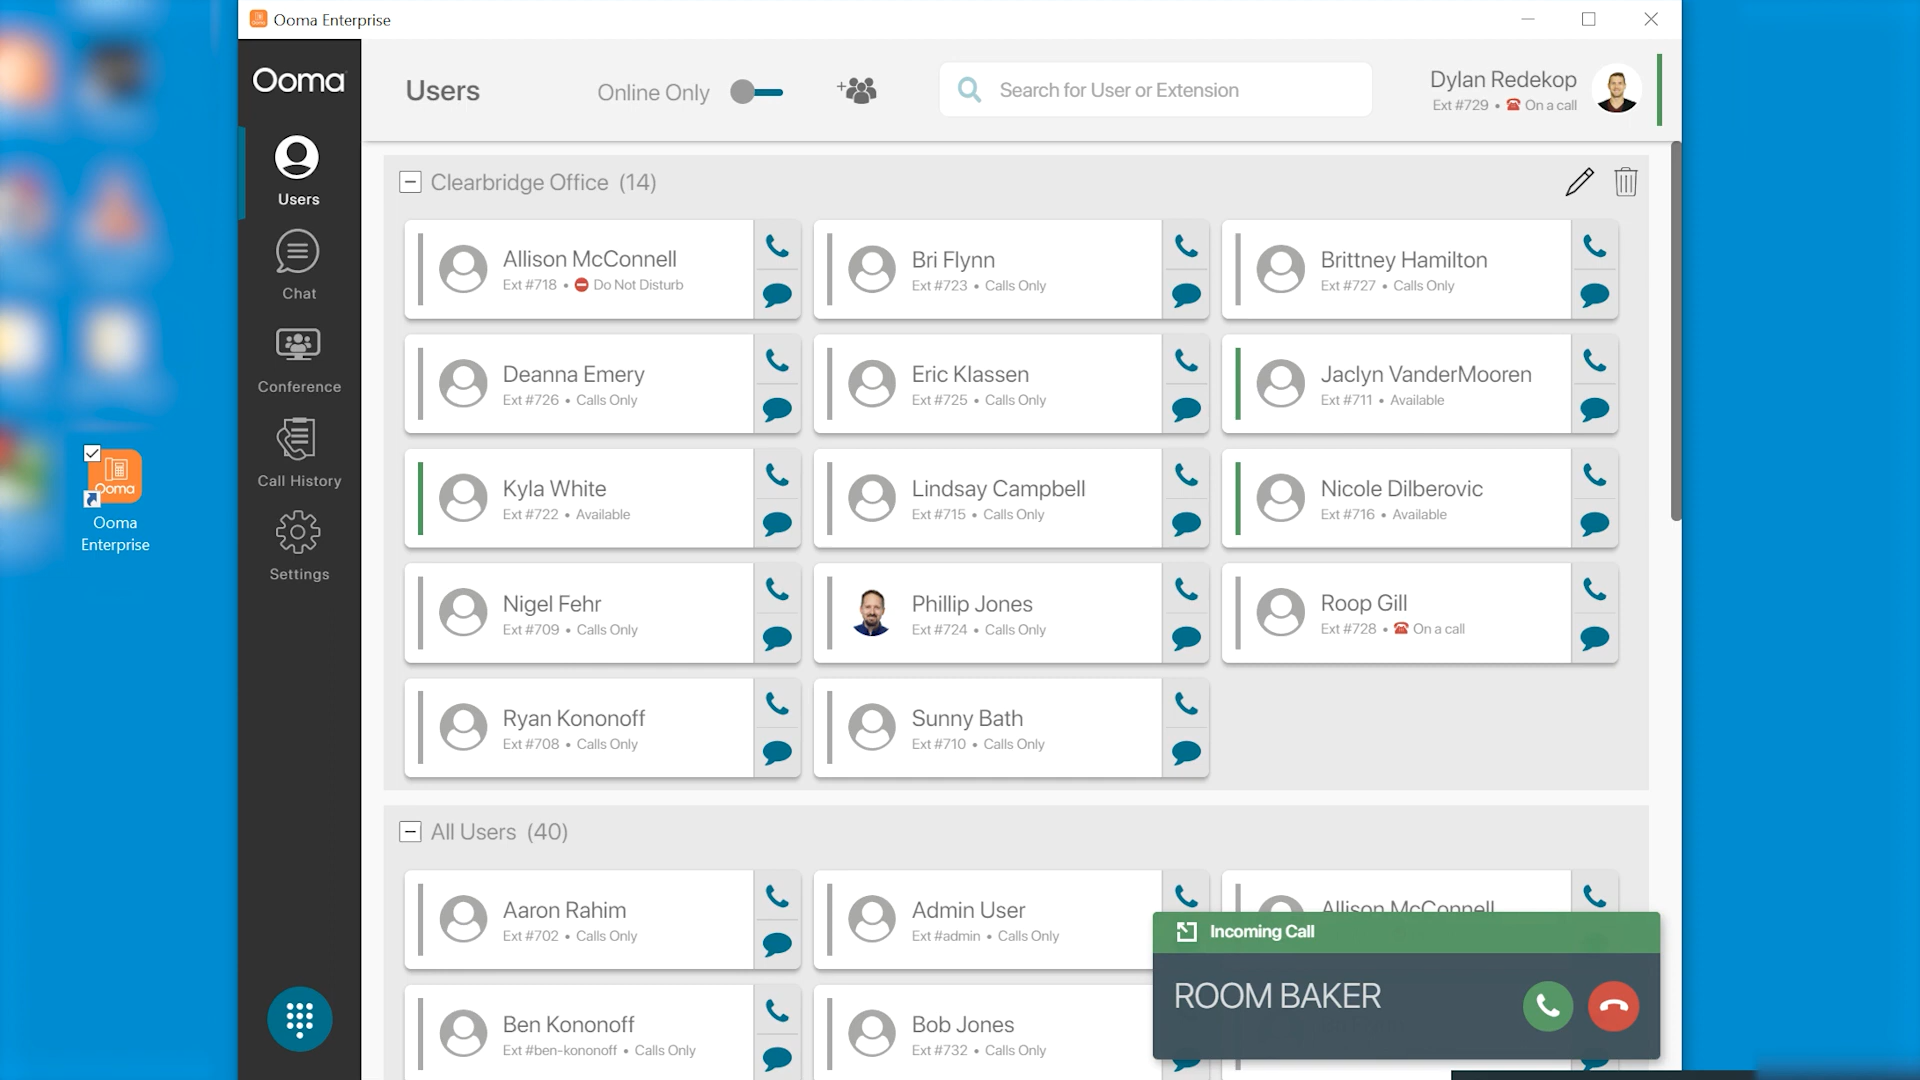 Ooma Enterprise
Ooma
Users
Online Only
Search for User or Extension
Dylan Redekop
Ext #729 • On a call
Users
Chat
Conference
Call History
Settings
Ooma
Ooma
Enterprise
Clearbridge Office (14)
Allison McConnell
Ext #718 • Do Not Disturb
Bri Flynn
Ext #723 • Calls Only
Brittney Hamilton
Ext #727 • Calls Only
Deanna Emery
Ext #726 • Calls Only
Eric Klassen
Ext #725 • Calls Only
Jaclyn VanderMooren
Ext #711 • Available
Kyla White
Ext #722 • Available
Lindsay Campbell
Ext #715 • Calls Only
Nicole Dilberovic
Ext #716 • Available
Nigel Fehr
Ext #709 • Calls Only
Phillip Jones
Ext #724 • Calls Only
Roop Gill
Ext #728 • On a call
Ryan Kononoff
Ext #708 • Calls Only
Sunny Bath
Ext #710 • Calls Only
All Users (40)
Aaron Rahim
Ext #702 • Calls Only
Admin User
Ext #admin • Calls Only
Allison McConnell
Ben Kononoff
Ext #ben-kononoff • Calls Only
Bob Jones
Ext #732 • Calls Only
Incoming Call
ROOM BAKER